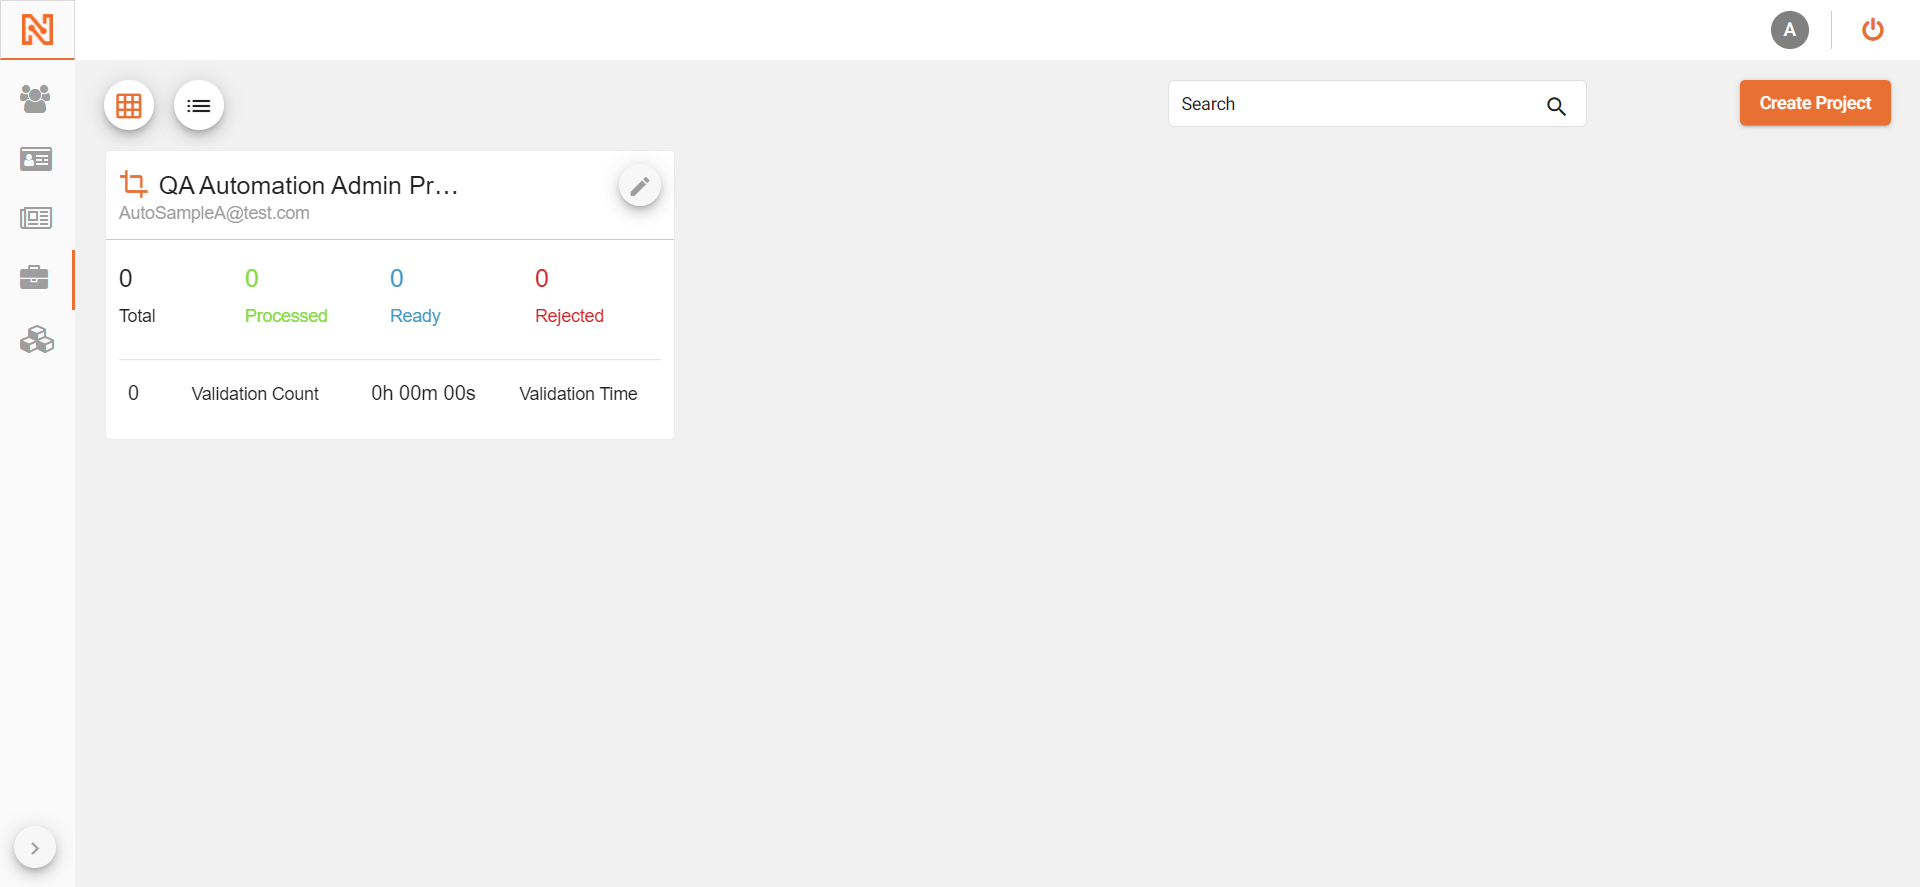 A
Search
Create Project
QA Automation Admin Pr...
AutoSampleA@test.com
0 0 0 0
Total Processed Ready Rejected
0 Validation Count 0h 00m 00s Validation Time